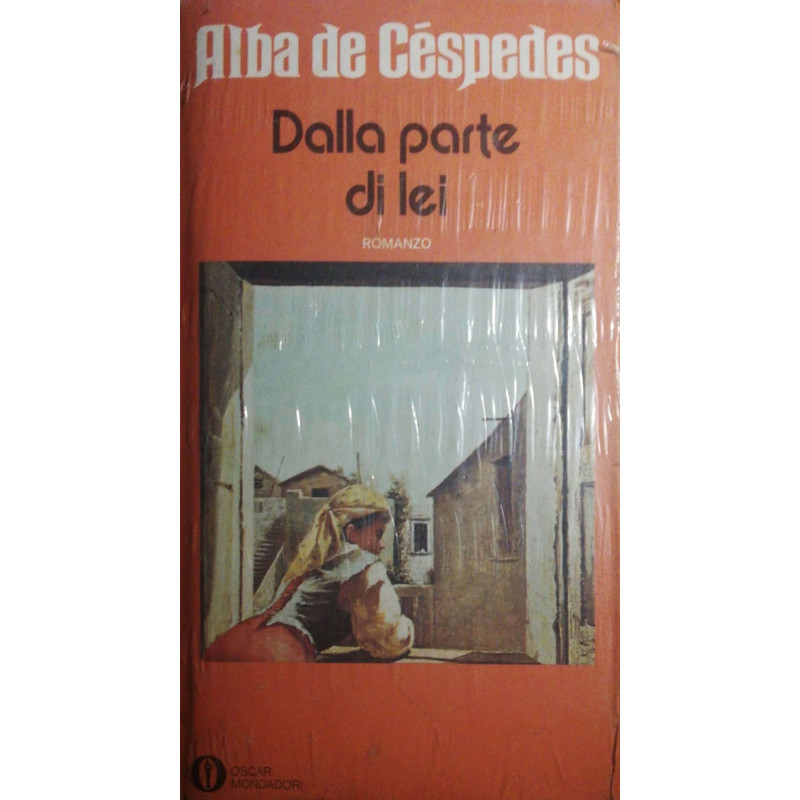 Alba de Céspedes
Dalla parte
di lei
ROMANZO
OSCAR
MONDADORI